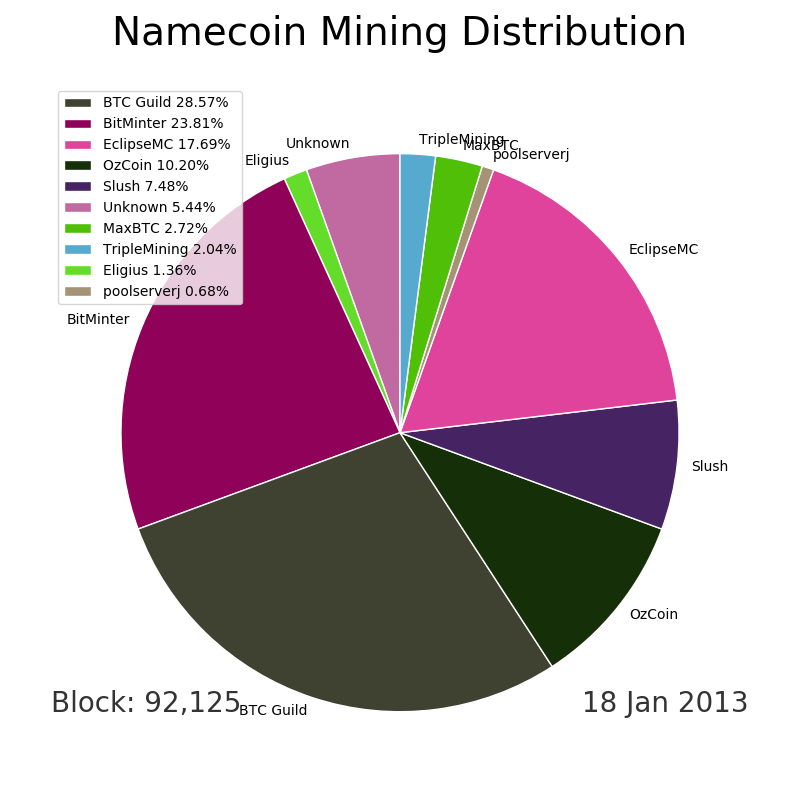 Namecoin Mining Distribution
BTC Guild 28.57%
BitMinter 23.81%
EclipseMC 17.69%
OzCoin 10.20%
Slush 7.48%
Unknown 5.44%
MaxBTC 2.72%
TripleMining 2.04%
Eligius 1.36%
poolserverj 0.68%
TripleMining
MaxBTC
poolserverj
Unknown
Eligius
EclipseMC
BitMinter
Slush
OzCoin
BTC Guild
Block: 92,125
18 Jan 2013